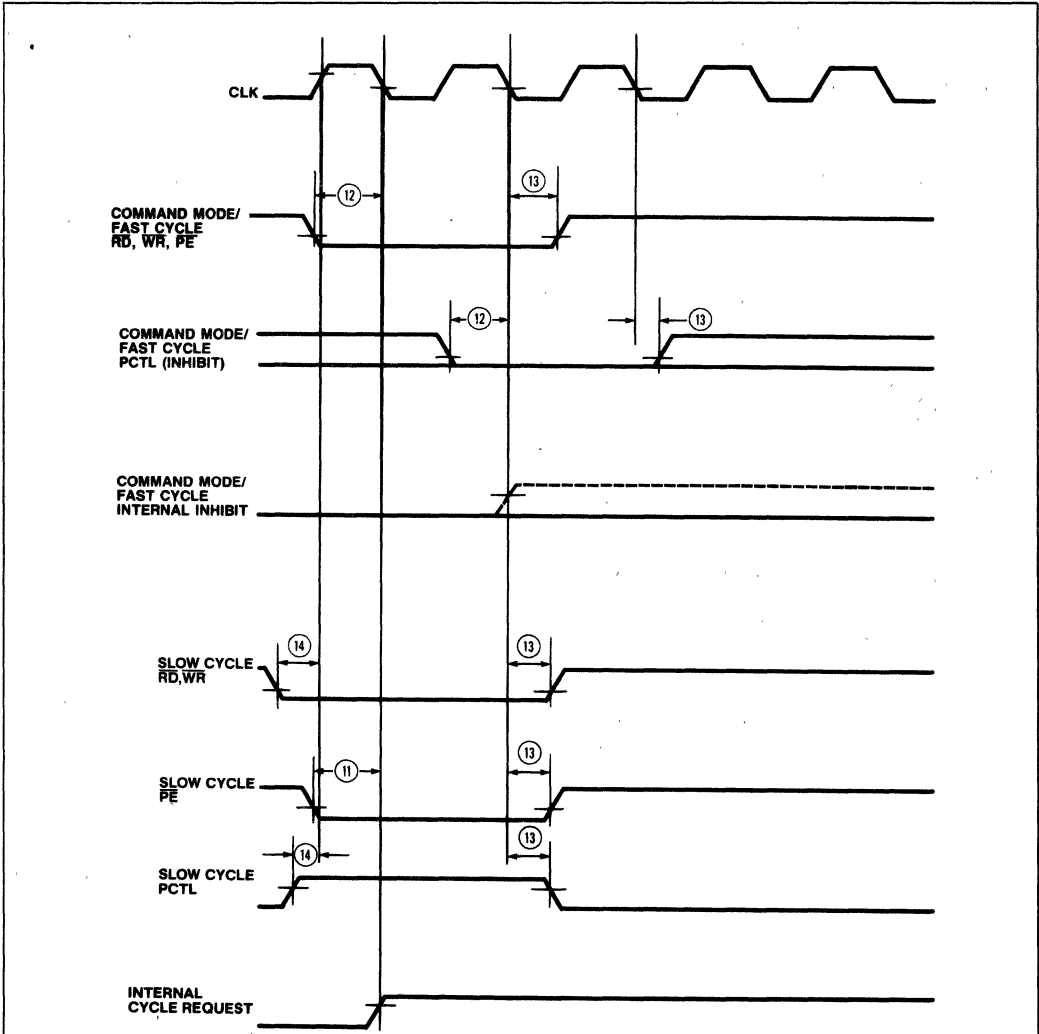 CLK
12
13
COMMAND MODE/
FAST CYCLE
RD, WR, PE
12
13
COMMAND MODE/
FAST CYCLE
PCTL (INHIBIT)
COMMAND MODE/
FAST CYCLE
INTERNAL INHIBIT
14
13
SLOW CYCLE
RD,WR
13
11
SLOW CYCLE
PE
13
14
SLOW CYCLE
PCTL
INTERNAL
CYCLE REQUEST